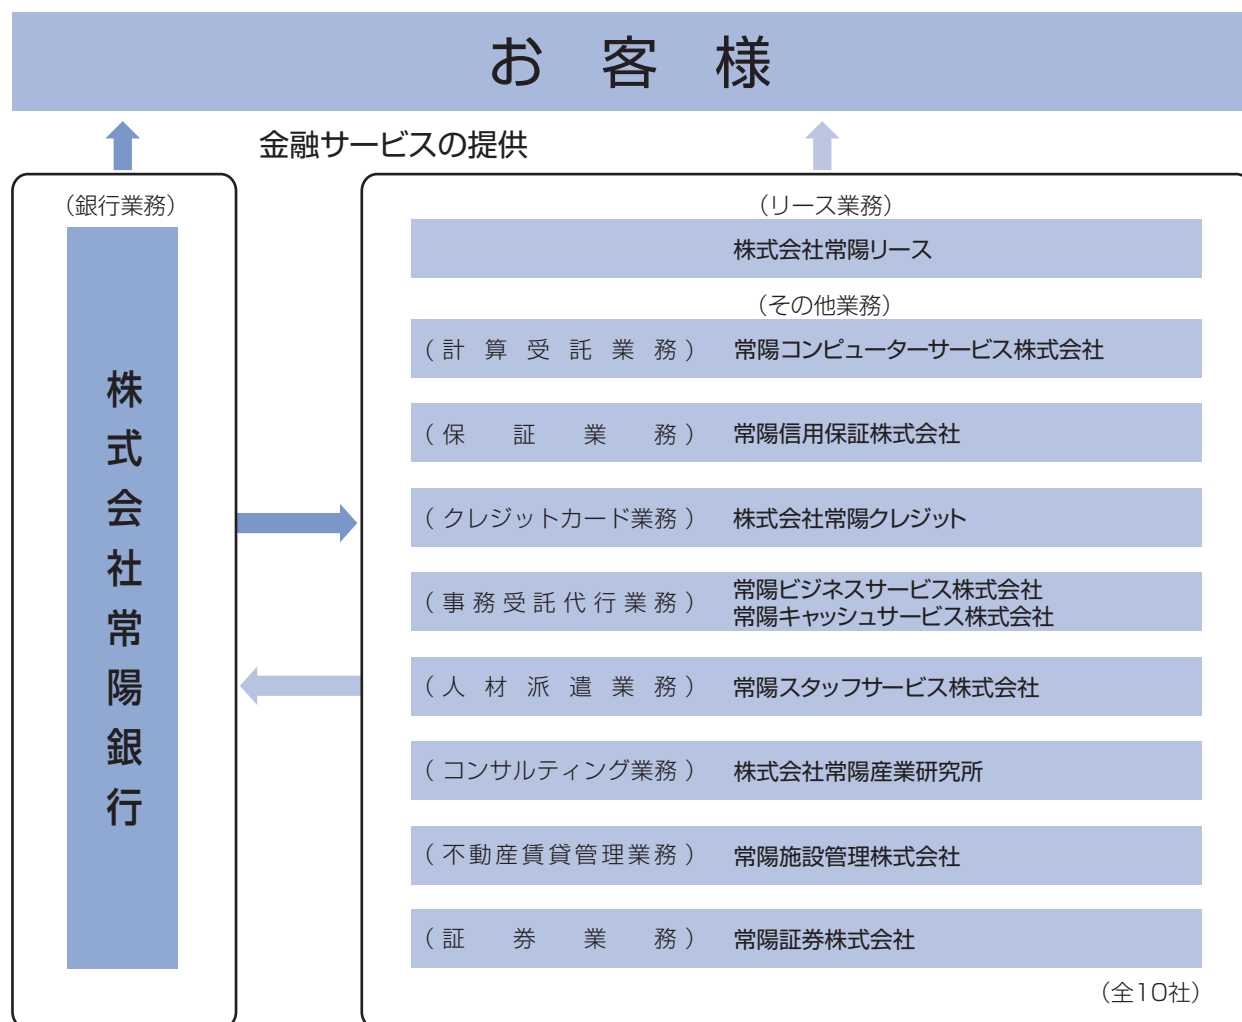 お客様
金融サービスの提供
（銀行業務）
株式会社常陽銀行
（リース業務）
株式会社常陽リース
（その他業務）
（計算受託業務） 常陽コンピューターサービス株式会社
（保証業務） 常陽信用保証株式会社
（クレジットカード業務） 株式会社常陽クレジット
（事務受託代行業務） 常陽ビジネスサービス株式会社
常陽キャッシュサービス株式会社
（人材派遣業務） 常陽スタッフサービス株式会社
（コンサルティング業務） 株式会社常陽産業研究所
（不動産賃貸管理業務） 常陽施設管理株式会社
（証券業務） 常陽証券株式会社
（全10社）